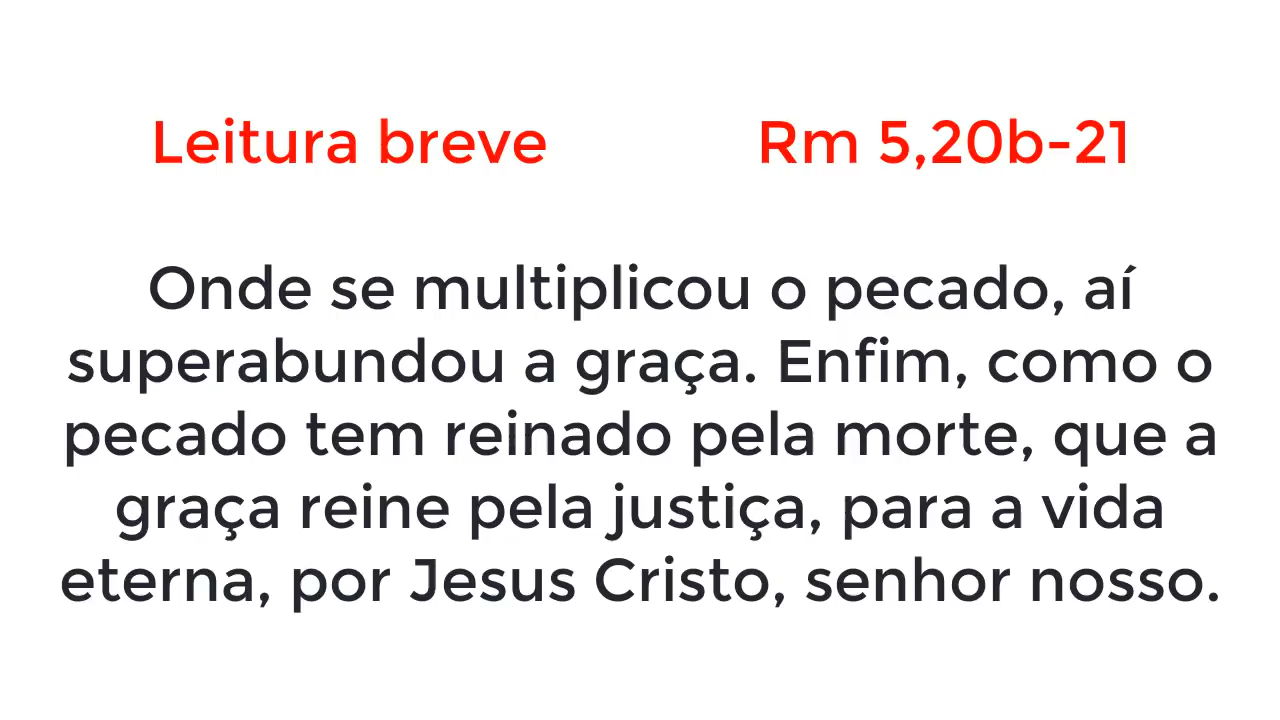 Leitura breve Rm 5,20b-21
Onde se multiplicou o pecado, aí
superabundou a graça. Enfim, como o
pecado tem reinado pela morte, que a
graça reine pela justiça, para a vida
eterna, por Jesus Cristo, senhor nosso.